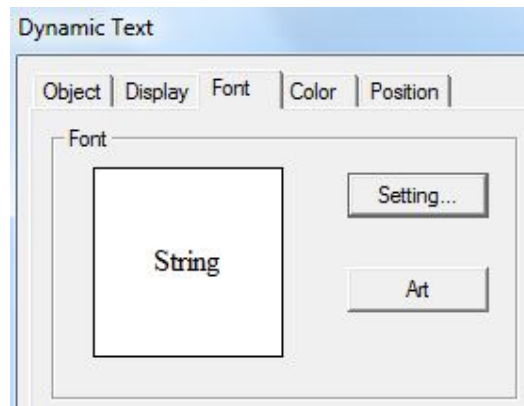 Dynamic Text
Object Display Font Color Position
Font
Setting...
String
Art